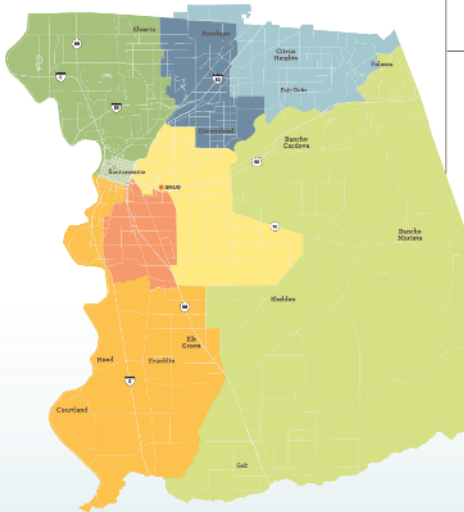 Elverta
Antelope
Citrus
Heights
Folsom
Fair Oaks
Carmichael
Rancho
Cordova
Sacramento
SMUD
Rancho
Murieta
Sheldon
Elk
Grove
Hood
Franklin
Courtland
Galt